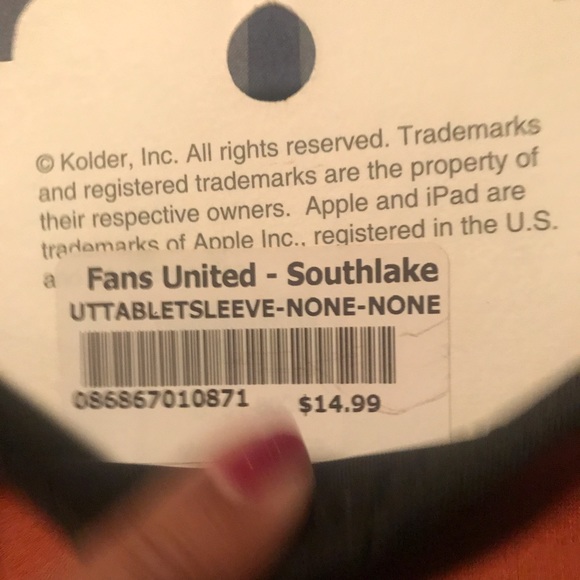 © Kolder, Inc. All rights reserved. Trademarks
and registered trademarks are the property of
their respective owners. Apple and iPad are
trademarks of Apple Inc., registered in the U.S.
a
Fans United - Southlake
UTTABLETSLEEVE-NONE-NONE
086867010871
$14.99